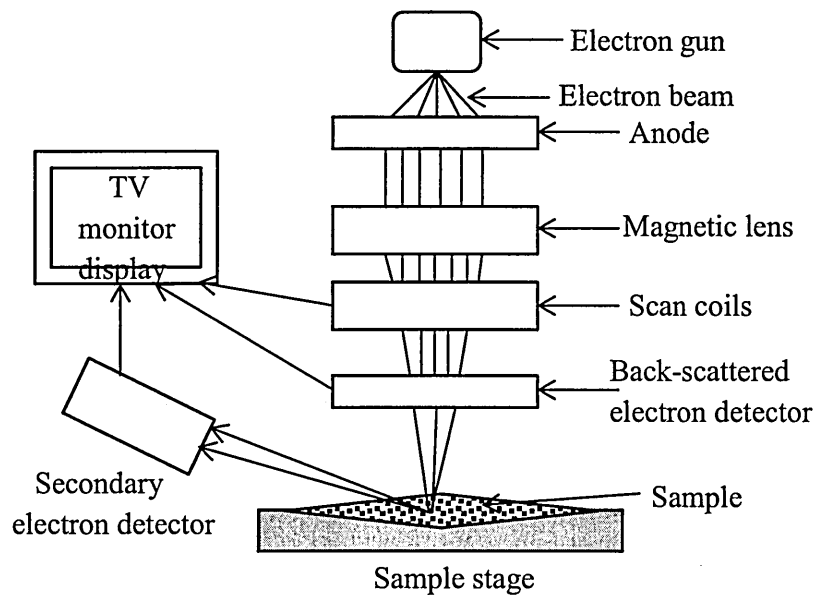 Electron gun
Electron beam
Anode
TV
monitor
display
Magnetic lens
Scan coils
Back-scattered
electron detector
Secondary
electron detector
Sample
Sample stage